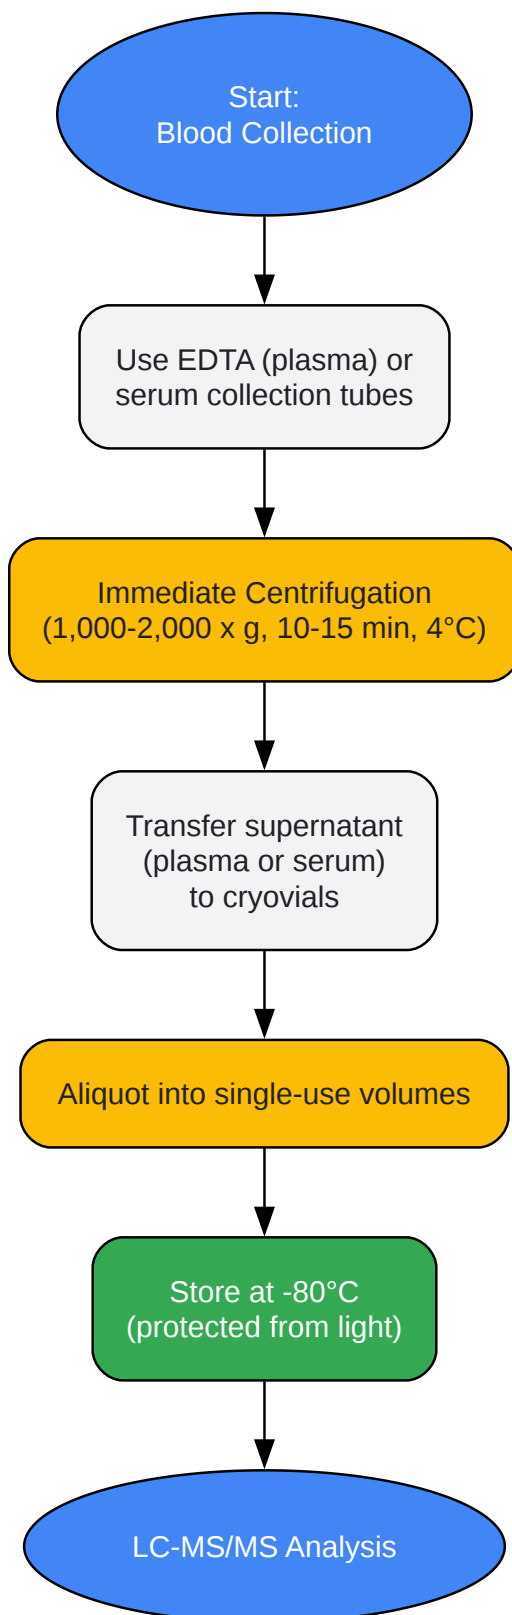 Start:
Blood Collection
Use EDTA (plasma) or
serum collection tubes
Immediate Centrifugation
(1,000-2,000 x g, 10-15 min, 4°C)
Transfer supernatant
(plasma or serum)
to cryovials
Aliquot into single-use volumes
Store at -80°C
(protected from light)
LC-MS/MS Analysis